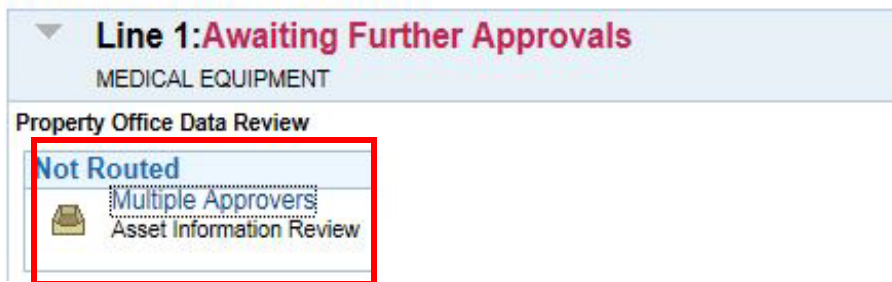 Line 1:Awaiting Further Approvals
MEDICAL EQUIPMENT
Property Office Data Review
Not Routed
Multiple Approvers
Asset Information Review